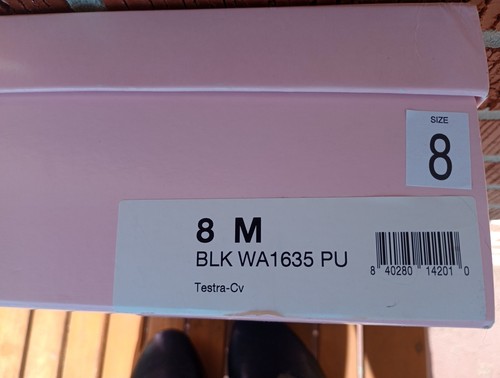 SIZE
8
8 M
BLK WA1635 PU
Testra-Cv
8 40280 14201 0